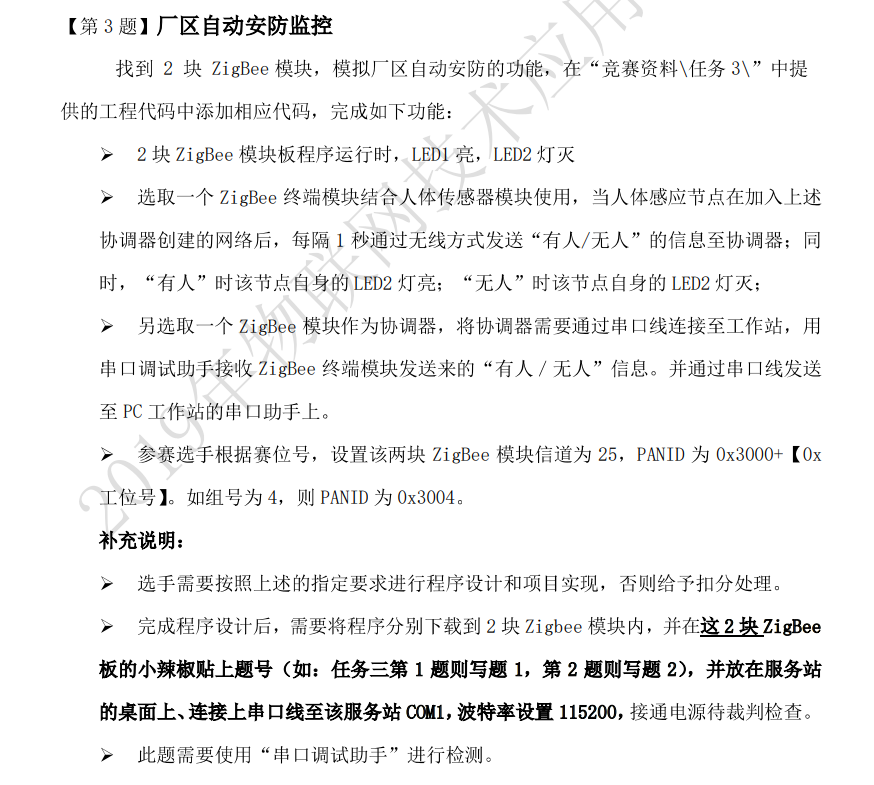 【第 3 题】厂区自动安防监控
找到 2 块 ZigBee 模块，模拟厂区自动安防的功能，在“竞赛资料\任务 3\”中提
供的工程代码中添加相应代码，完成如下功能：
➢ 2 块 ZigBee 模块板程序运行时，LED1 亮，LED2 灯灭
➢ 选取一个 ZigBee 终端模块结合人体传感器模块使用，当人体感应节点在加入上述
协调器创建的网络后，每隔 1 秒通过无线方式发送“有人/无人”的信息至协调器；同
时，“有人”时该节点自身的 LED2 灯亮；“无人”时该节点自身的 LED2 灯灭；
➢ 另选取一个 ZigBee 模块作为协调器，将协调器需要通过串口线连接至工作站，用
串口调试助手接收 ZigBee 终端模块发送来的“有人 / 无人”信息。并通过串口线发送
至 PC 工作站的串口助手上。
➢ 参赛选手根据赛位号，设置该两块 ZigBee 模块信道为 25，PANID 为 0x3000+【0x
工位号】。如组号为 4，则 PANID 为 0x3004。
补充说明：
➢ 选手需要按照上述的指定要求进行程序设计和项目实现，否则给予扣分处理。
➢ 完成程序设计后，需要将程序分别下载到 2 块 Zigbee 模块内，并在这 2 块 ZigBee
板的小辣椒贴上题号（如：任务三第 1 题则写题 1，第 2 题则写题 2），并放在服务站
的桌面上、连接上串口线至该服务站 COM1，波特率设置 115200，接通电源待裁判检查。
➢ 此题需要使用“串口调试助手”进行检测。
2019年物联网技术应用